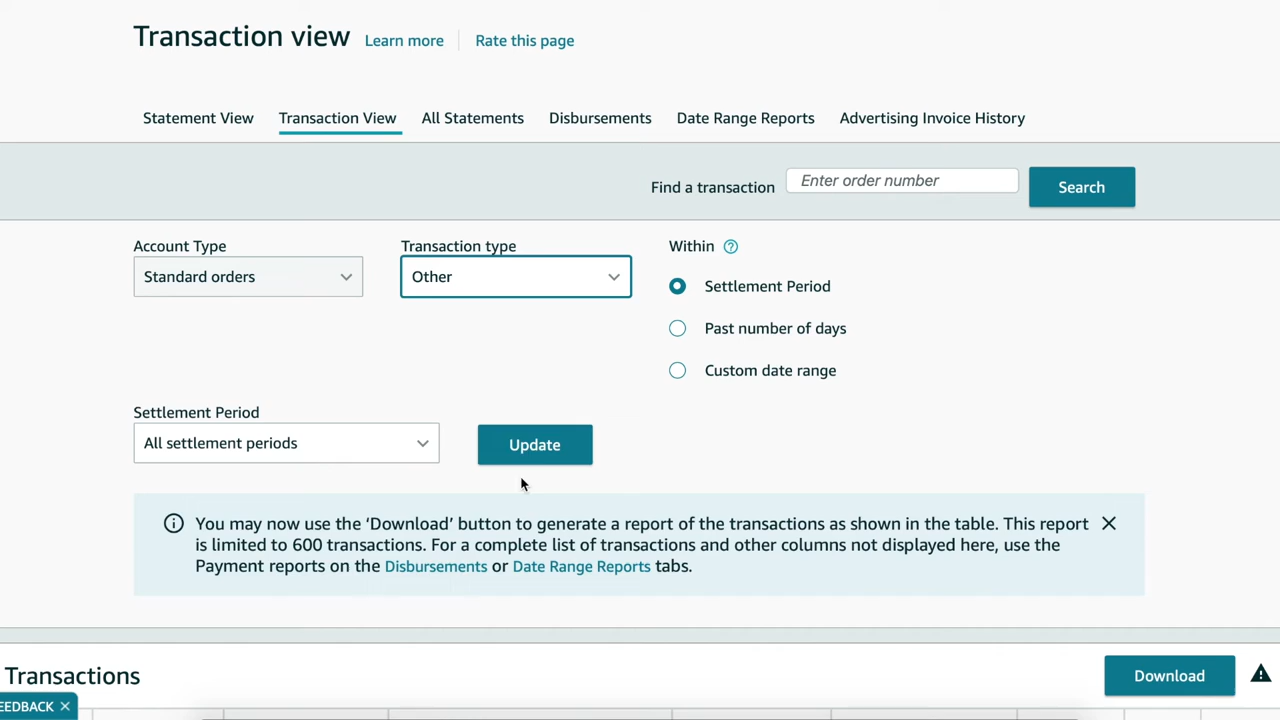 Transaction view Learn more Rate this page
Statement View Transaction View All Statements Disbursements Date Range Reports Advertising Invoice History
Find a transaction Enter order number Search
Account Type Transaction type Within
Standard orders Other Settlement Period
Past number of days
Custom date range
Settlement Period
All settlement periods Update
You may now use the ‘Download’ button to generate a report of the transactions as shown in the table. This report
is limited to 600 transactions. For a complete list of transactions and other columns not displayed here, use the
Payment reports on the Disbursements or Date Range Reports tabs.
Transactions Download
EEDBACK